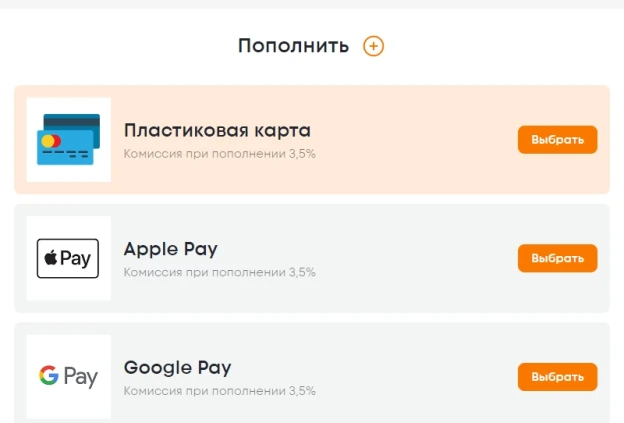 Пополнить
Пластиковая карта
Комиссия при пополнении 3,5%
Выбрать
Pay
Apple Pay
Комиссия при пополнении 3,5%
Выбрать
G Pay
Google Pay
Комиссия при пополнении 3,5%
Выбрать